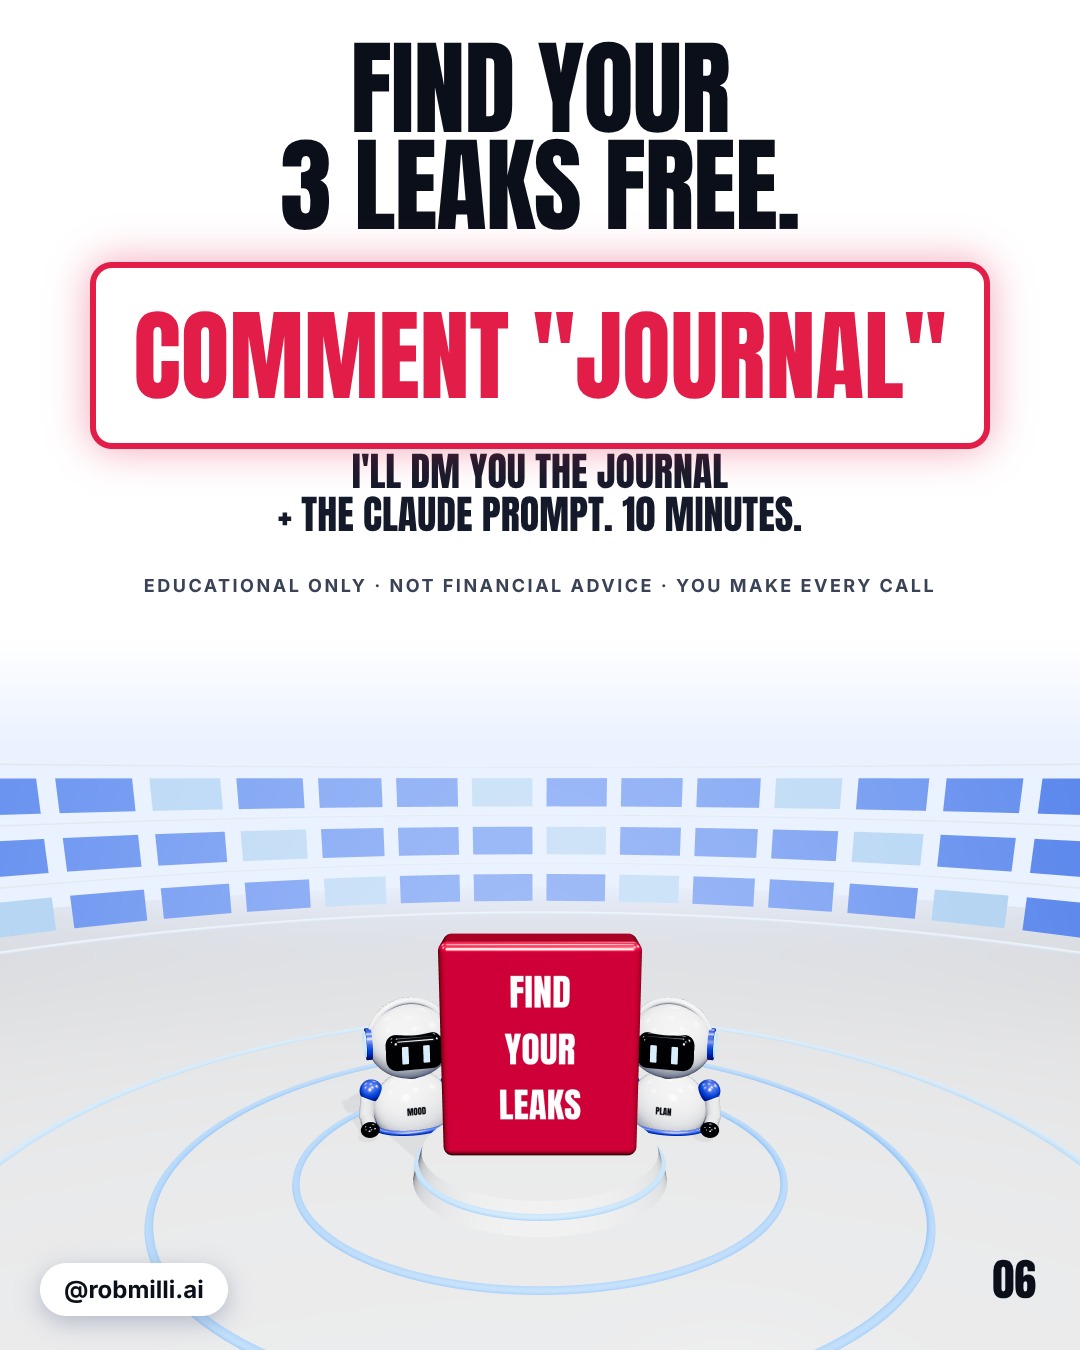 FIND YOUR
3 LEAKS FREE.
COMMENT "JOURNAL"
I'LL DM YOU THE JOURNAL
+ THE CLAUDE PROMPT. 10 MINUTES.
EDUCATIONAL ONLY · NOT FINANCIAL ADVICE · YOU MAKE EVERY CALL
FIND
YOUR
LEAKS
MOOD
PLAN
@robmilli.ai
06